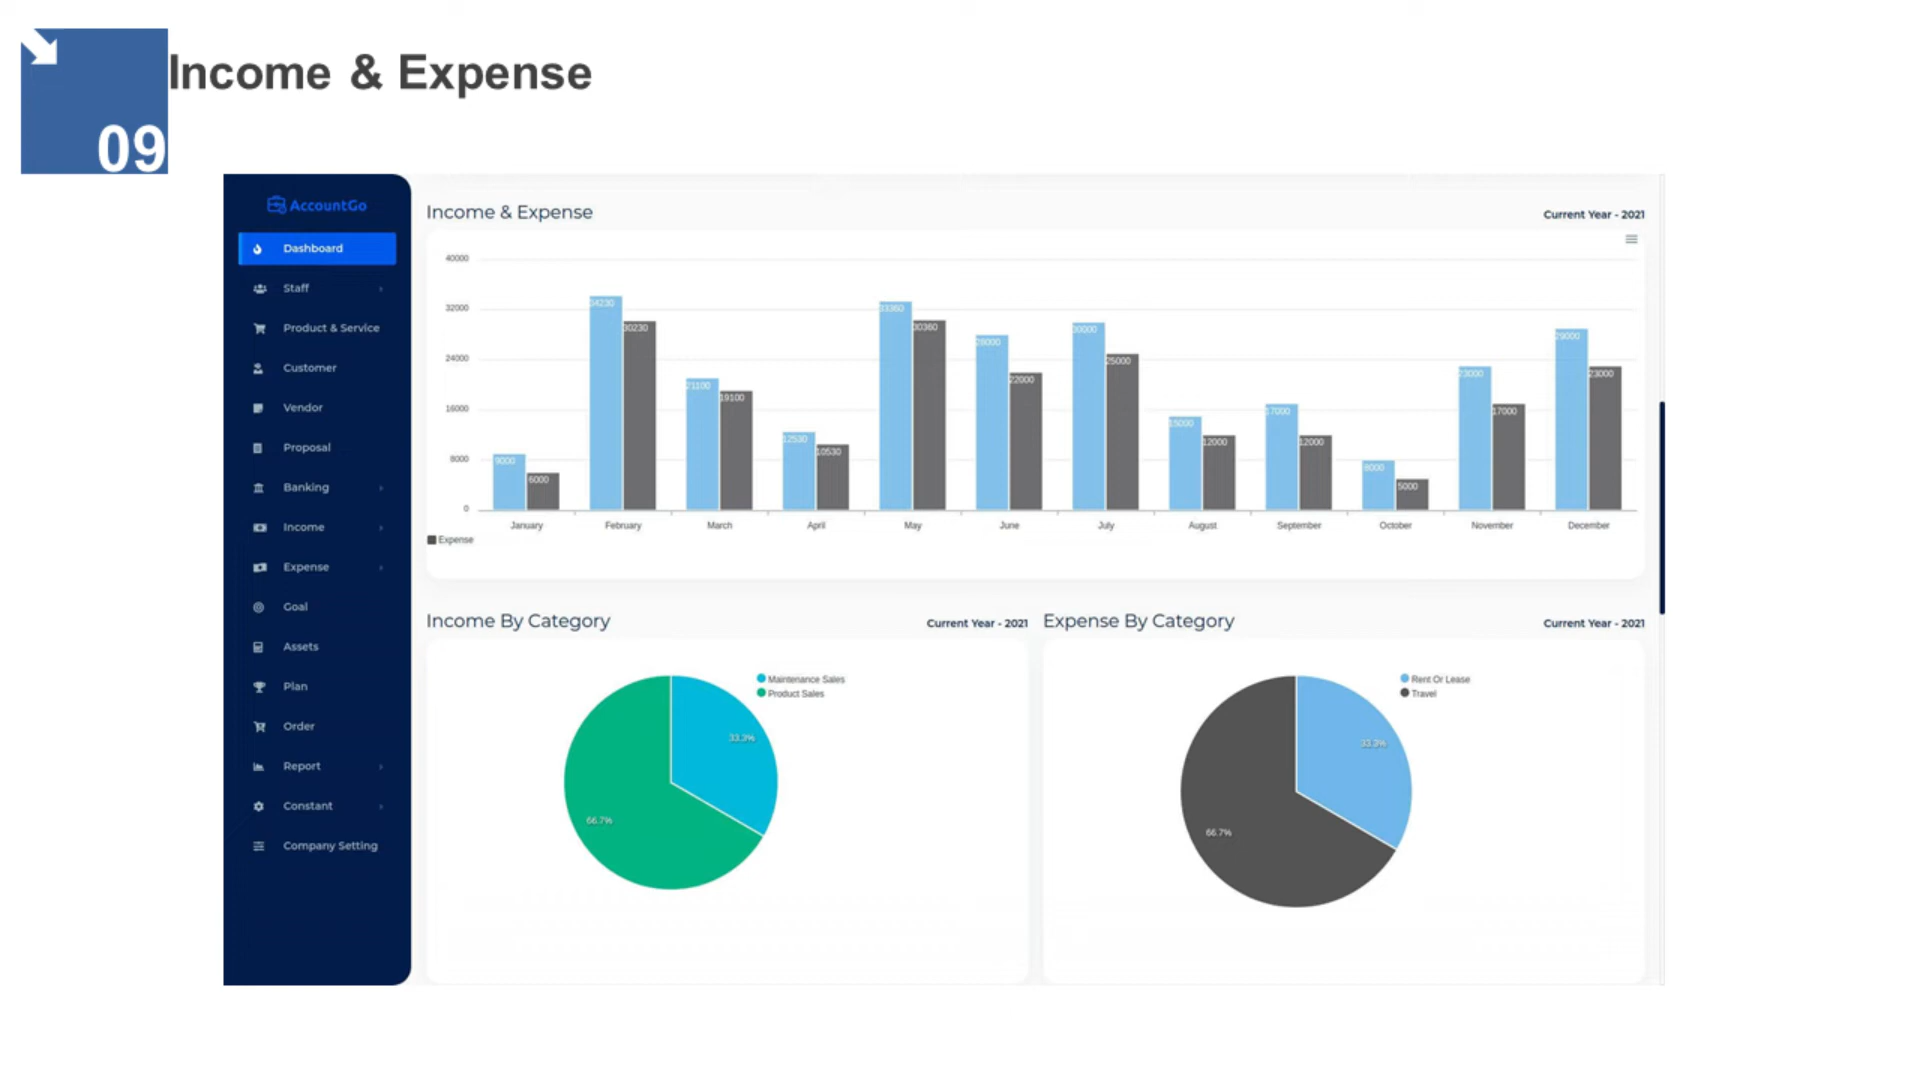 Income & Expense
09
AccountGo
Dashboard
Staff
Product & Service
Customer
Vendor
Proposal
Banking
Income
Expense
Goal
Assets
Plan
Order
Report
Constant
Company Setting
Income & Expense
Current Year - 2021
40000
32000
24000
16000
8000
0
9000
6000
34230
30230
21100
19100
12530
10530
33360
30360
28000
22000
30000
25000
15000
12000
17000
12000
8000
5000
23000
17000
29000
23000
January February March April May June July August September October November December
Expense
Income By Category
Current Year - 2021
Maintenance Sales
Product Sales
33.3%
66.7%
Expense By Category
Current Year - 2021
Rent Or Lease
Travel
33.3%
66.7%